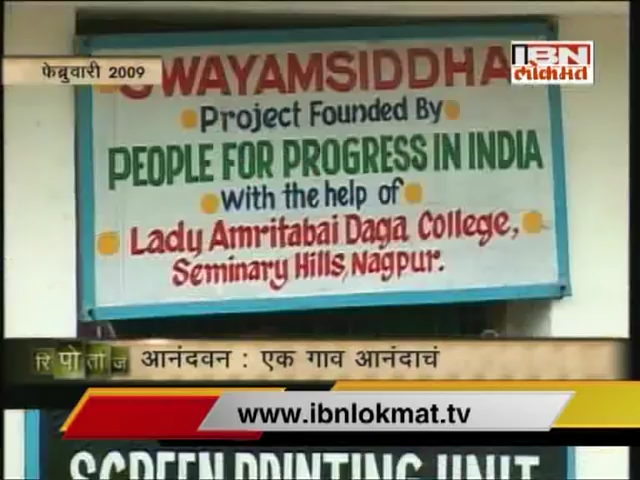 फेब्रुवारी 2009
IBN
लोकमत
SWAYAMSIDDHA
Project Founded By
PEOPLE FOR PROGRESS IN INDIA
with the help of
Lady Amritabai Daga College,
Seminary Hills, Nagpur.
रिपोर्ताज
आनंदवन : एक गाव आनंदाचं
www.ibnlokmat.tv
SCREEN PRINTING UNIT